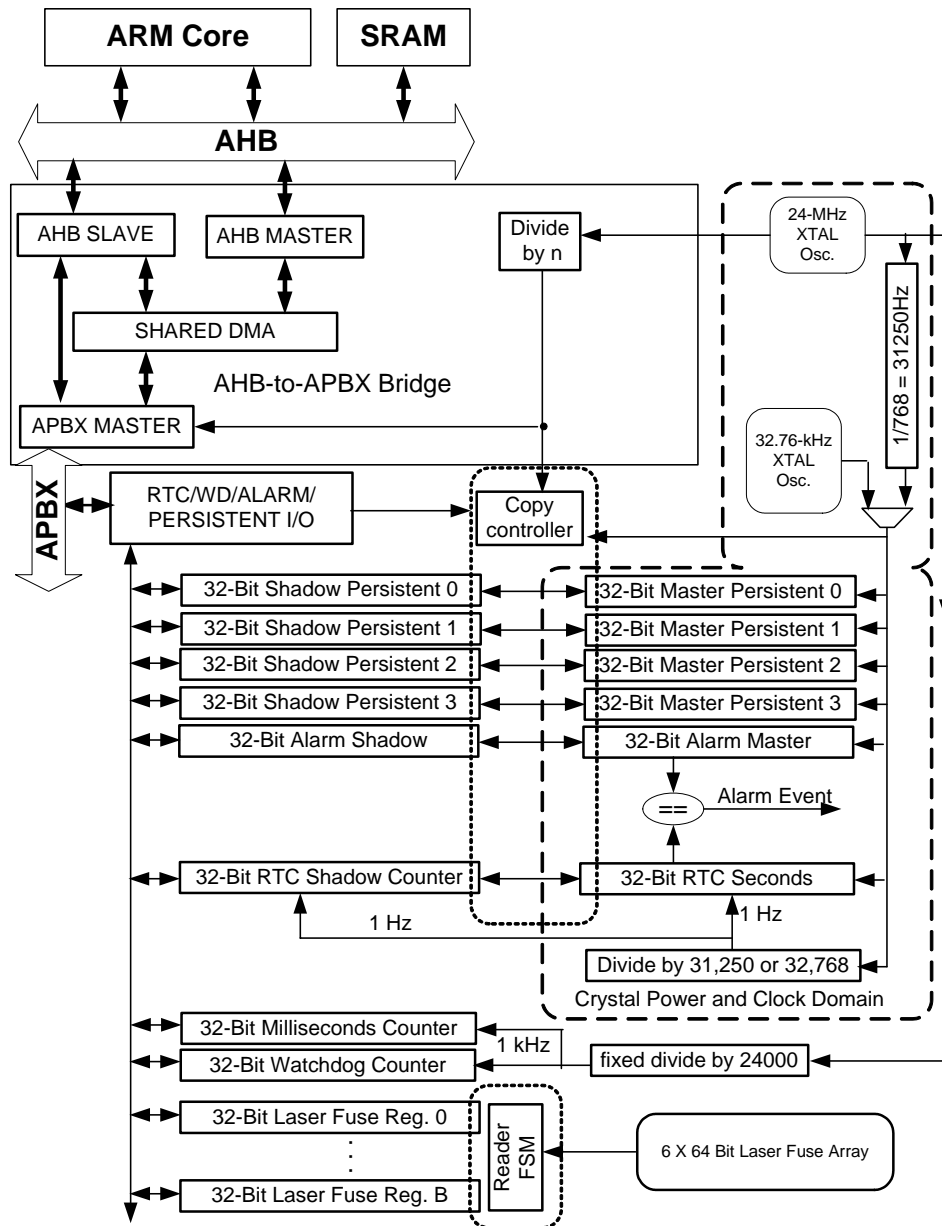 ARM Core
SRAM
AHB
AHB SLAVE
AHB MASTER
Divide
by n
24-MHz
XTAL
Osc.
SHARED DMA
1/768 = 31250Hz
AHB-to-APBX Bridge
APBX MASTER
32.76-kHz
XTAL
Osc.
APBX
RTC/WD/ALARM/
PERSISTENT I/O
Copy
controller
32-Bit Shadow Persistent 0
32-Bit Master Persistent 0
32-Bit Shadow Persistent 1
32-Bit Master Persistent 1
32-Bit Shadow Persistent 2
32-Bit Master Persistent 2
32-Bit Shadow Persistent 3
32-Bit Master Persistent 3
32-Bit Alarm Shadow
32-Bit Alarm Master
==
Alarm Event
32-Bit RTC Shadow Counter
32-Bit RTC Seconds
1 Hz
1 Hz
Divide by 31,250 or 32,768
Crystal Power and Clock Domain
32-Bit Milliseconds Counter
1 kHz
32-Bit Watchdog Counter
fixed divide by 24000
32-Bit Laser Fuse Reg. 0
Reader
FSM
6 X 64 Bit Laser Fuse Array
32-Bit Laser Fuse Reg. B